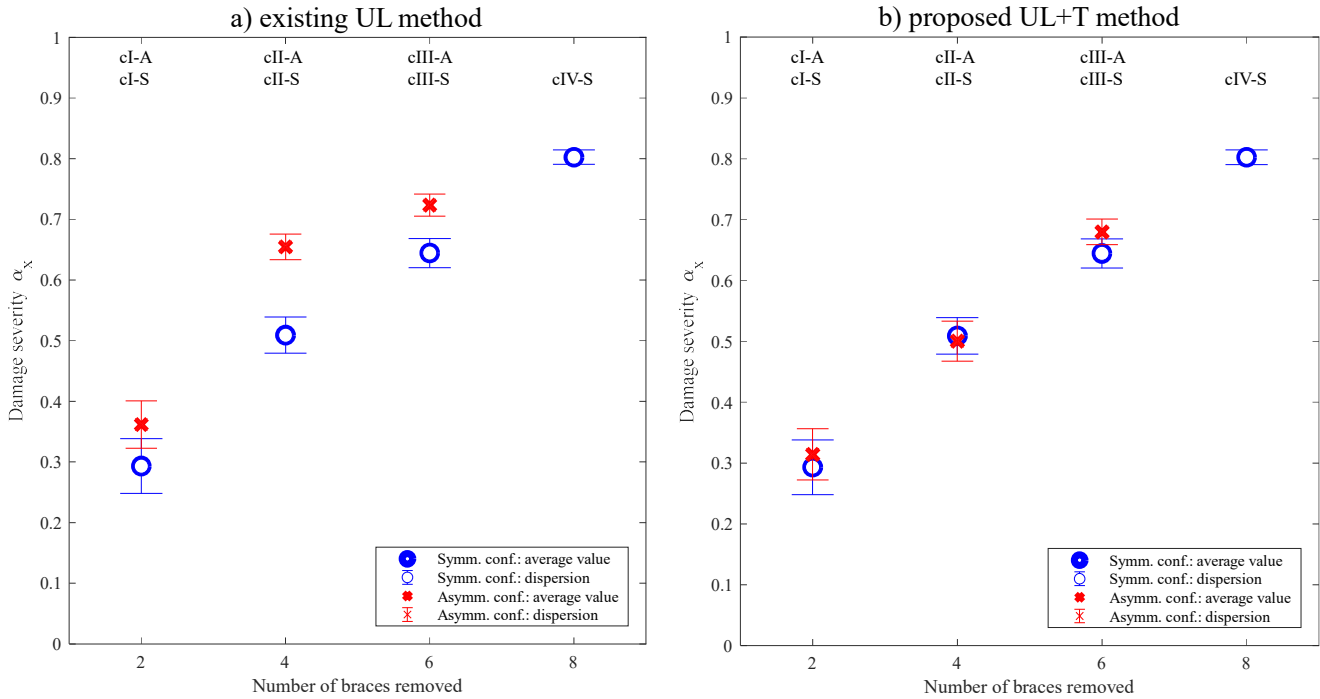 a) existing UL method
1
0.9
0.8
0.7
0.6
0.5
0.4
0.3
0.2
0.1
0
Damage severity α_x
cI-A
cI-S
cII-A
cII-S
cIII-A
cIII-S
cIV-S
Symm. conf.: average value
Symm. conf.: dispersion
Asymm. conf.: average value
Asymm. conf.: dispersion
2 4 6 8
Number of braces removed
b) proposed UL+T method
1
0.9
0.8
0.7
0.6
0.5
0.4
0.3
0.2
0.1
0
Damage severity α_x
cI-A
cI-S
cII-A
cII-S
cIII-A
cIII-S
cIV-S
Symm. conf.: average value
Symm. conf.: dispersion
Asymm. conf.: average value
Asymm. conf.: dispersion
2 4 6 8
Number of braces removed